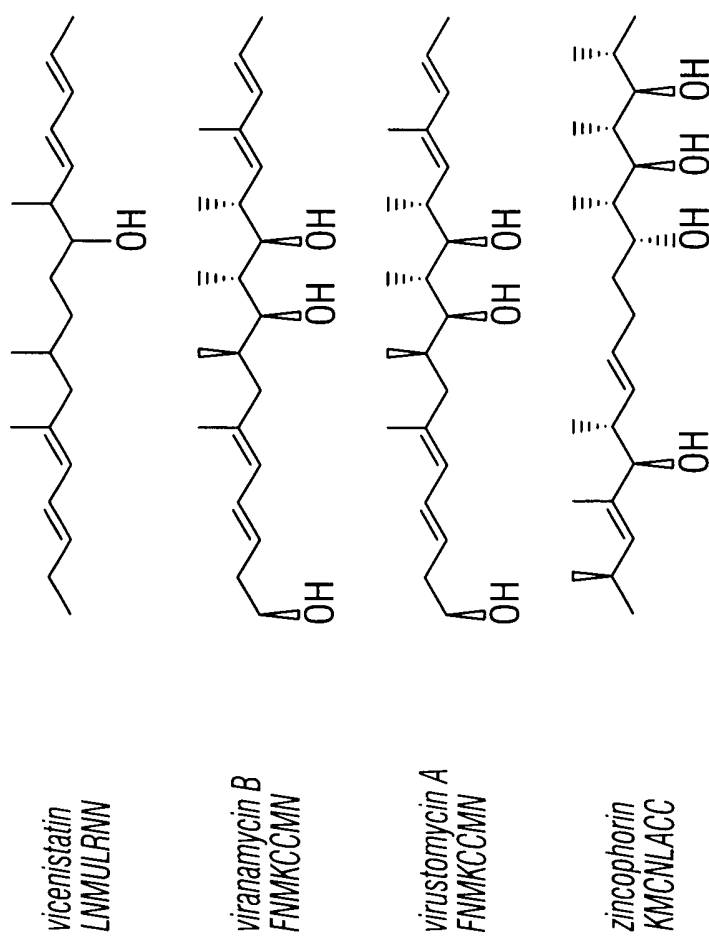 vicenistatin
LNMULRNN
OH
viranamycin B
FNMKCCMN
OH
OH
OH
virustomycin A
FNMKCCMN
OH
OH
OH
zincophorin
KMCNLACC
OH
OH
OH
OH